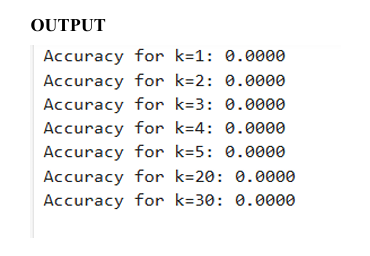 OUTPUT
Accuracy for k=1: 0.0000
Accuracy for k=2: 0.0000
Accuracy for k=3: 0.0000
Accuracy for k=4: 0.0000
Accuracy for k=5: 0.0000
Accuracy for k=20: 0.0000
Accuracy for k=30: 0.0000